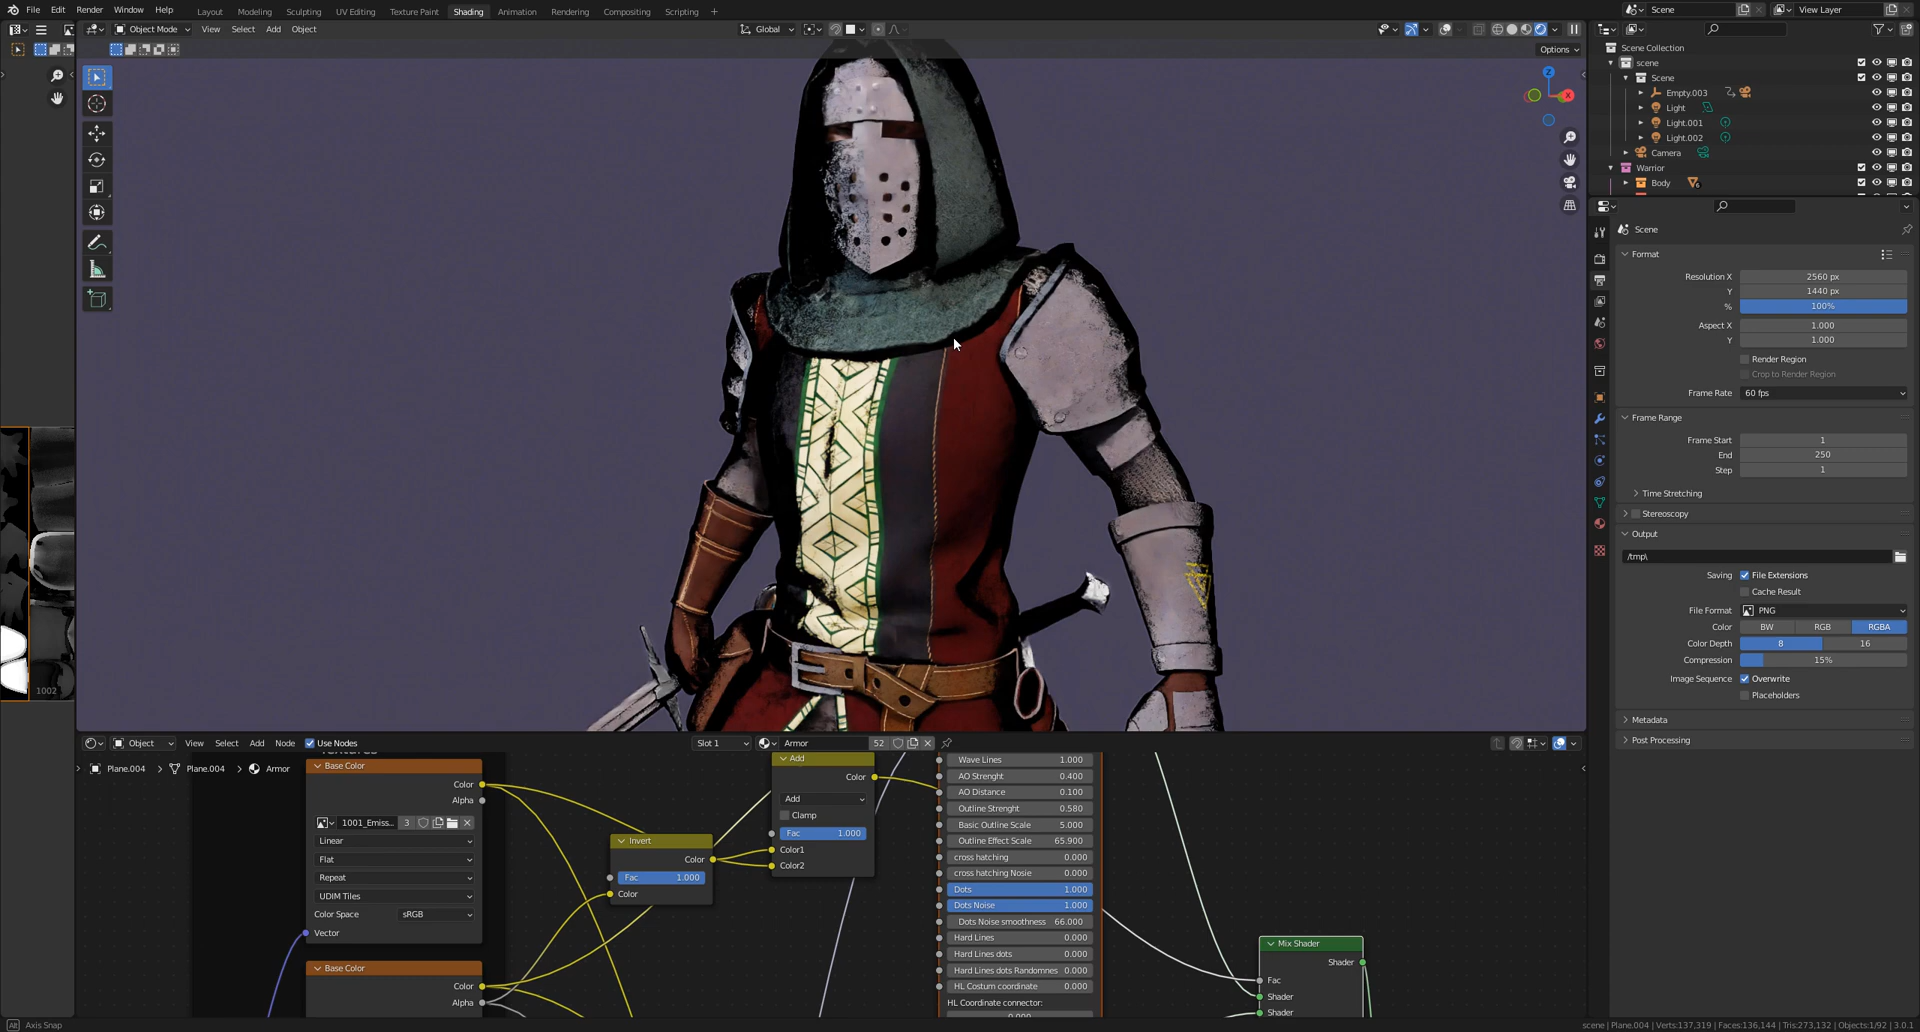 File Edit Render Window Help Layout Modeling Sculpting UV Editing Texture Paint Shading Animation Rendering Compositing Scripting + Scene View Layer
Object Mode View Select Add Object Global
Options
Z
X
Scene Collection
scene
Scene
Empty.003
Light
Light.001
Light.002
Camera
Warrior
Body
Scene
Format
Resolution X 2560 px
Y 1440 px
% 100%
Aspect X 1.000
Y 1.000
Render Region
Crop to Render Region
Frame Rate 60 fps
Frame Range
Frame Start 1
End 250
Step 1
Time Stretching
Stereoscopy
Output
/tmp\
Saving File Extensions
Cache Result
File Format PNG
Color BW RGB RGBA
Color Depth 8 16
Compression 15%
Image Sequence Overwrite
Placeholders
Metadata
Post Processing
1002
Object View Select Add Node Use Nodes Slot 1 Armor 52
Plane.004 > Plane.004 > Armor
Base Color
Color
Alpha
1001_Emiss... 3
Linear
Flat
Repeat
UDIM Tiles
Color Space sRGB
Vector
Base Color
Color
Alpha
Invert
Color
Fac 1.000
Color
Add
Color
Add
Clamp
Fac 1.000
Color1
Color2
Wave Lines 1.000
AO Strenght 0.400
AO Distance 0.100
Outline Strenght 0.580
Basic Outline Scale 5.000
Outline Effect Scale 65.900
cross hatching 0.000
cross hatching Nosie 0.000
Dots 1.000
Dots Noise 1.000
Dots Noise smoothness 66.000
Hard Lines 0.000
Hard Lines dots 0.000
Hard Lines dots Randomnes 0.000
HL Costum coordinate 0.000
HL Coordinate connector:
Mix Shader
Shader
Fac
Shader
Shader
Alt Axis Snap
scene | Plane.004 | Verts:137,319 | Faces:136,144 | Tris:273,132 | Objects:1/92 | 3.0.1